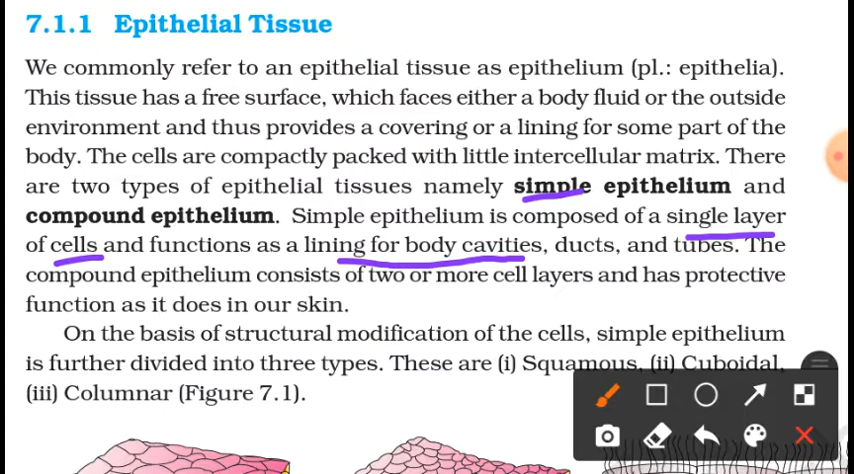 7.1.1 Epithelial Tissue
We commonly refer to an epithelial tissue as epithelium (pl.: epithelia).
This tissue has a free surface, which faces either a body fluid or the outside
environment and thus provides a covering or a lining for some part of the
body. The cells are compactly packed with little intercellular matrix. There
are two types of epithelial tissues namely simple epithelium and
compound epithelium. Simple epithelium is composed of a single layer
of cells and functions as a lining for body cavities, ducts, and tubes. The
compound epithelium consists of two or more cell layers and has protective
function as it does in our skin.
On the basis of structural modification of the cells, simple epithelium
is further divided into three types. These are (i) Squamous, (ii) Cuboidal,
(iii) Columnar (Figure 7.1).